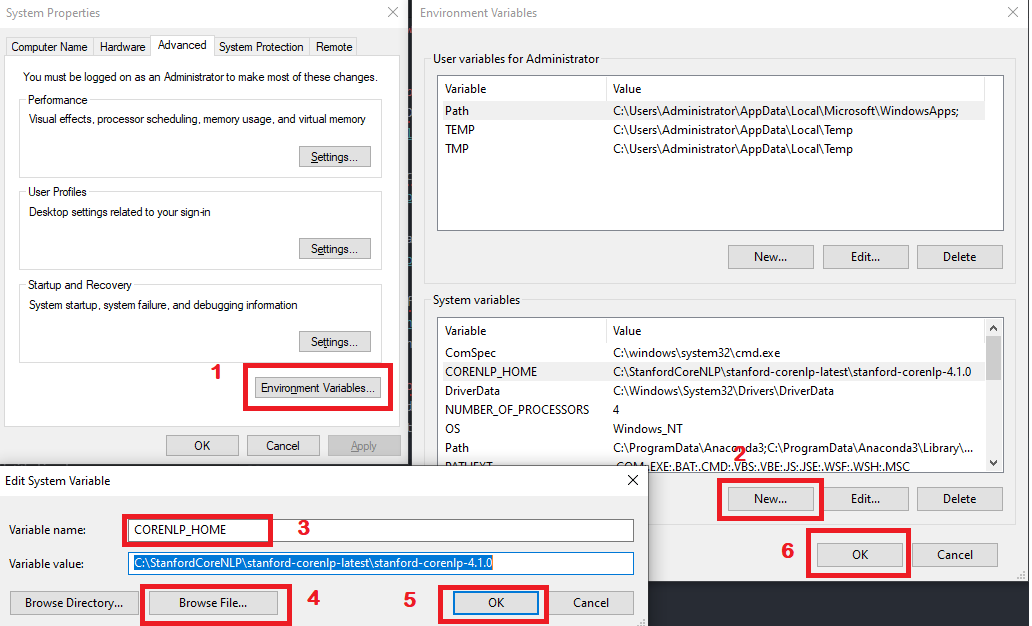 System Properties
Computer Name Hardware Advanced System Protection Remote
You must be logged on as an Administrator to make most of these changes.
Performance
Visual effects, processor scheduling, memory usage, and virtual memory
Settings...
User Profiles
Desktop settings related to your sign-in
Settings...
Startup and Recovery
System startup, system failure, and debugging information
Settings...
1
Environment Variables...
OK Cancel Apply
Environment Variables
User variables for Administrator
Variable Value
Path C:\Users\Administrator\AppData\Local\Microsoft\WindowsApps;
TEMP C:\Users\Administrator\AppData\Local\Temp
TMP C:\Users\Administrator\AppData\Local\Temp
New... Edit... Delete
System variables
Variable Value
ComSpec C:\windows\system32\cmd.exe
CORENLP_HOME C:\StanfordCoreNLP\stanford-corenlp-latest\stanford-corenlp-4.1.0
DriverData C:\Windows\System32\Drivers\DriverData
NUMBER_OF_PROCESSORS 4
OS Windows_NT
Path C:\ProgramData\Anaconda3;C:\ProgramData\Anaconda3\Library\...
PATHEXT .COM;.EXE;.BAT;.CMD;.VBS;.VBE;.JS;.JSE;.WSF;.WSH;.MSC
2
New... Edit... Delete
6
OK Cancel
Edit System Variable
Variable name: CORENLP_HOME 3
Variable value: C:\StanfordCoreNLP\stanford-corenlp-latest\stanford-corenlp-4.1.0
Browse Directory... Browse File... 4 5 OK Cancel